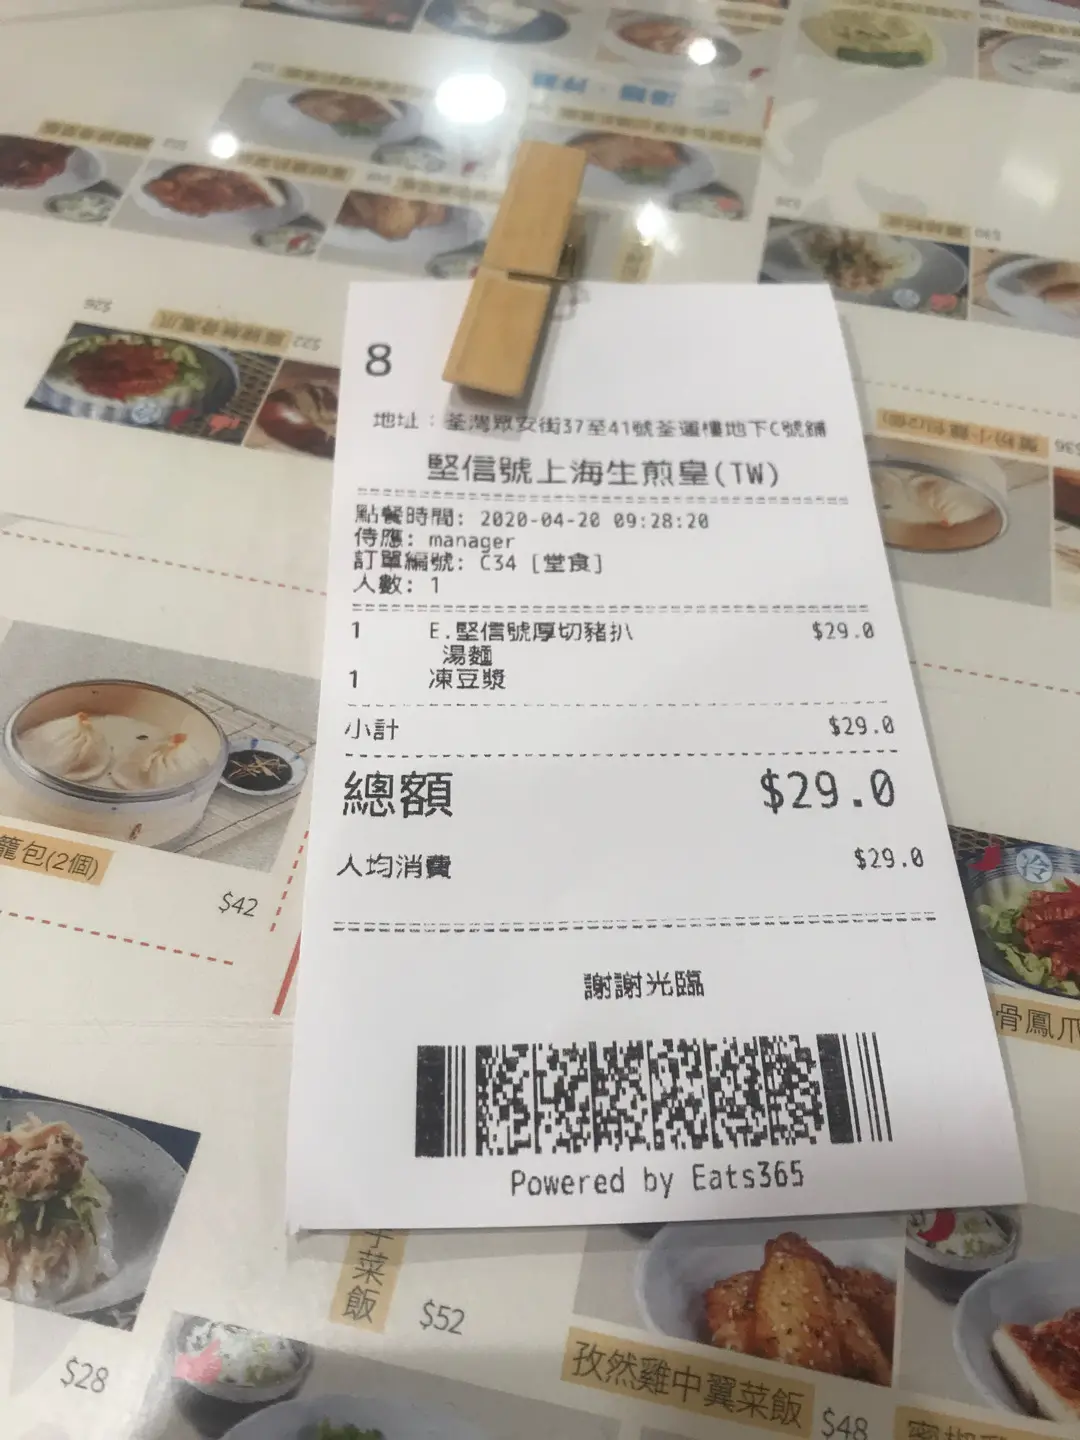 8
地址：荃灣眾安街37至41號荃運樓地下C號鋪
堅信號上海生煎皇(TW)
點餐時間: 2020-04-20 09:28:20
侍應: manager
訂單編號: C34 [堂食]
人數: 1
1 E.堅信號厚切豬扒 $29.0
湯麵
1 凍豆漿
小計 $29.0
總額 $29.0
人均消費 $29.0
謝謝光臨
Powered by Eats365
籠包(2個)
$42
冷
骨鳳爪
菜飯
$52
$28
孜然雞中翼菜飯
$48